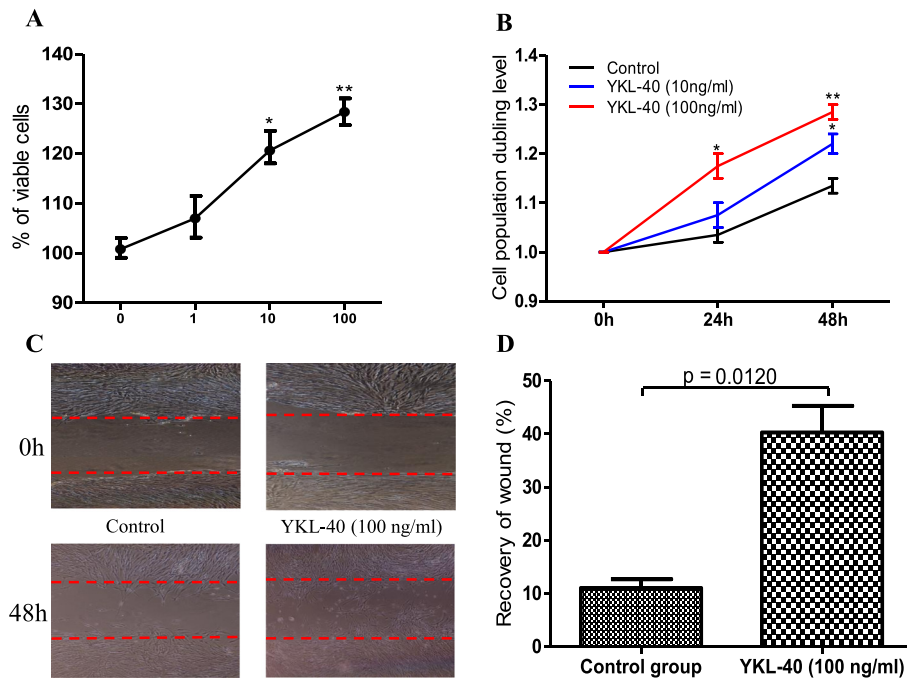 A
% of viable cells
140
130
120
110
100
90
*
**
0
1
10
100
B
Cell population dubling level
1.4
1.3
1.2
1.1
1.0
0.9
Control
YKL-40 (10ng/ml)
YKL-40 (100ng/ml)
*
**
*
0h
24h
48h
C
0h
Control
YKL-40 (100 ng/ml)
48h
D
Recovery of wound (%)
50
40
30
20
10
0
p = 0.0120
Control group
YKL-40 (100 ng/ml)